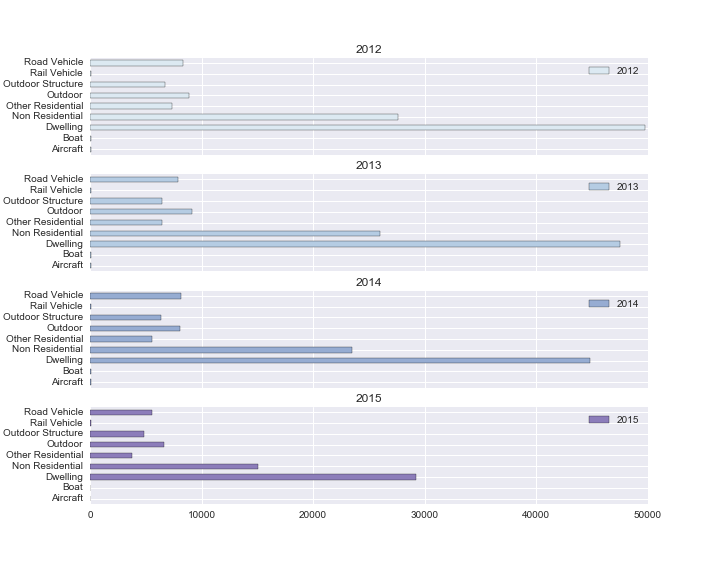 2012
Road Vehicle
2012
Rail Vehicle
Outdoor Structure
Outdoor
Other Residential
Non Residential
Dwelling
Boat
Aircraft
2013
Road Vehicle
2013
Rail Vehicle
Outdoor Structure
Outdoor
Other Residential
Non Residential
Dwelling
Boat
Aircraft
2014
Road Vehicle
2014
Rail Vehicle
Outdoor Structure
Outdoor
Other Residential
Non Residential
Dwelling
Boat
Aircraft
2015
Road Vehicle
2015
Rail Vehicle
Outdoor Structure
Outdoor
Other Residential
Non Residential
Dwelling
Boat
Aircraft
0 10000 20000 30000 40000 50000